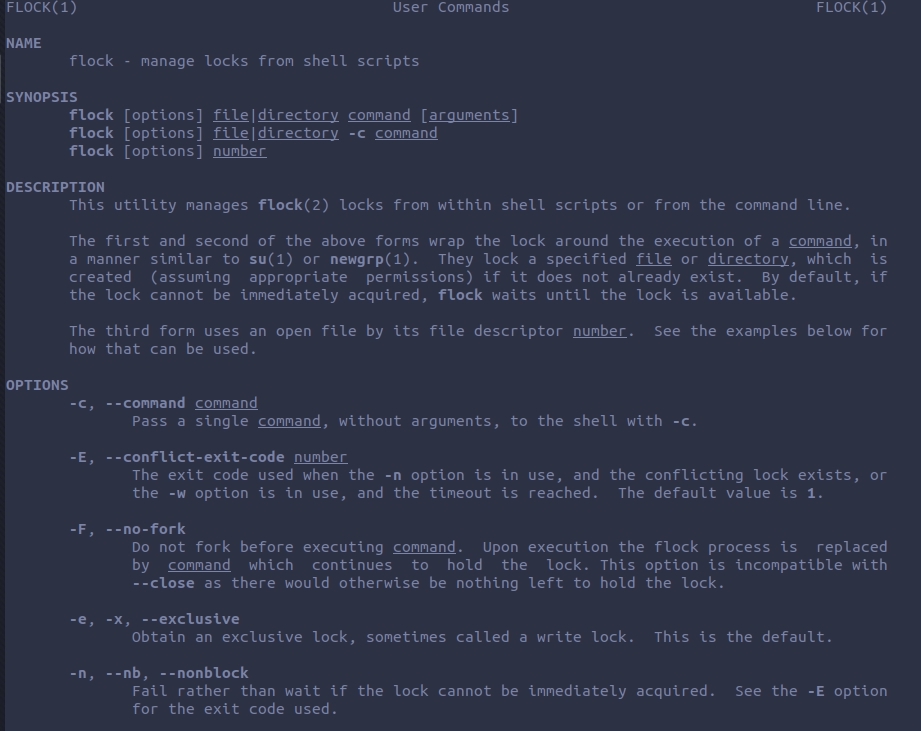 FLOCK(1) User Commands FLOCK(1)
NAME
flock - manage locks from shell scripts
SYNOPSIS
flock [options] file|directory command [arguments]
flock [options] file|directory -c command
flock [options] number
DESCRIPTION
This utility manages flock(2) locks from within shell scripts or from the command line.
The first and second of the above forms wrap the lock around the execution of a command, in
a manner similar to su(1) or newgrp(1). They lock a specified file or directory, which is
created (assuming appropriate permissions) if it does not already exist. By default, if
the lock cannot be immediately acquired, flock waits until the lock is available.
The third form uses an open file by its file descriptor number. See the examples below for
how that can be used.
OPTIONS
-c, --command command
Pass a single command, without arguments, to the shell with -c.
-E, --conflict-exit-code number
The exit code used when the -n option is in use, and the conflicting lock exists, or
the -w option is in use, and the timeout is reached. The default value is 1.
-F, --no-fork
Do not fork before executing command. Upon execution the flock process is replaced
by command which continues to hold the lock. This option is incompatible with
--close as there would otherwise be nothing left to hold the lock.
-e, -x, --exclusive
Obtain an exclusive lock, sometimes called a write lock. This is the default.
-n, --nb, --nonblock
Fail rather than wait if the lock cannot be immediately acquired. See the -E option
for the exit code used.